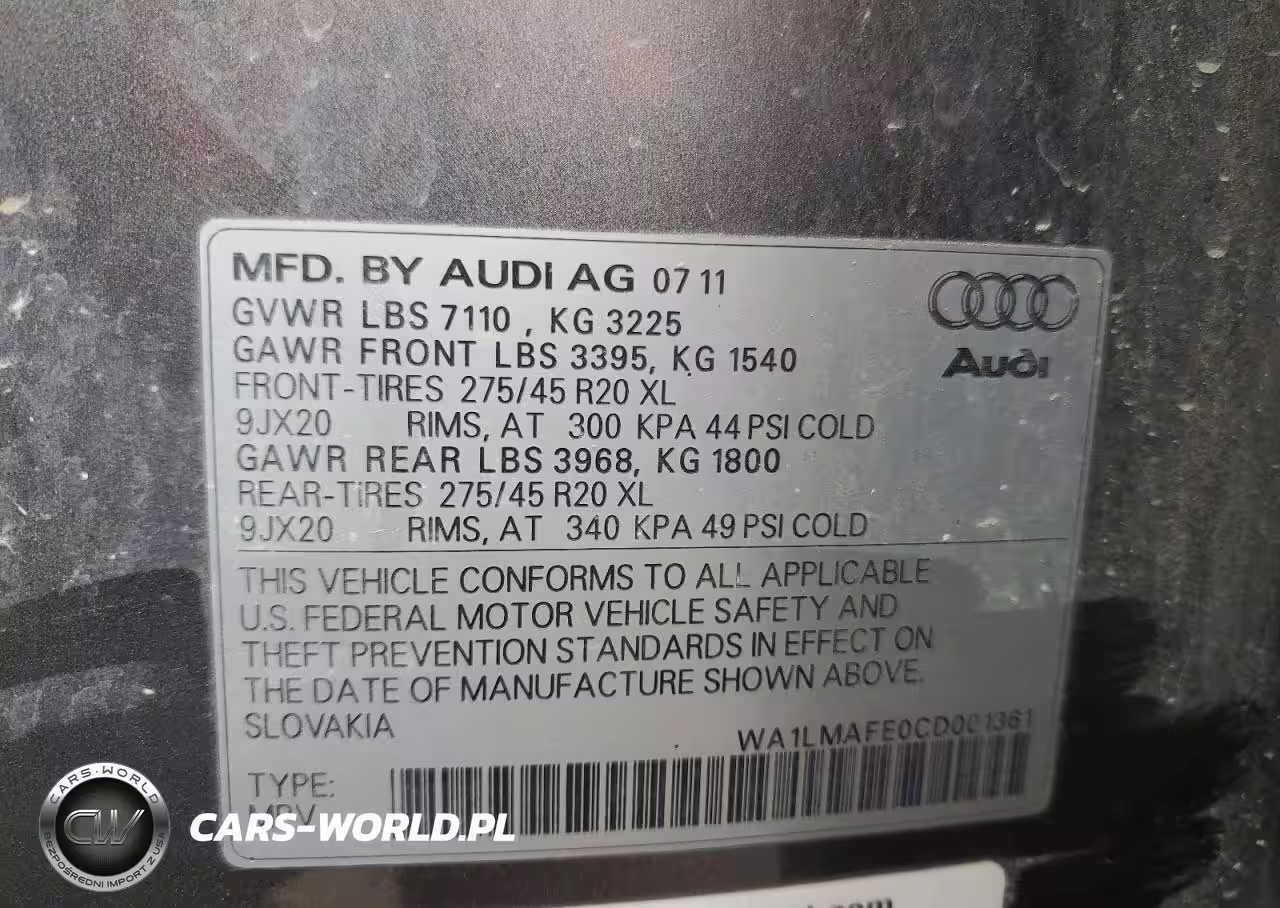 MFD. BY AUDI AG 07 11
GVWR LBS 7110 , KG 3225
GAWR FRONT LBS 3395, KG 1540
FRONT-TIRES 275/45 R20 XL
9JX20 RIMS, AT 300 KPA 44 PSI COLD
GAWR REAR LBS 3968, KG 1800
REAR-TIRES 275/45 R20 XL
9JX20 RIMS, AT 340 KPA 49 PSI COLD
Audi
THIS VEHICLE CONFORMS TO ALL APPLICABLE
U.S. FEDERAL MOTOR VEHICLE SAFETY AND
THEFT PREVENTION STANDARDS IN EFFECT ON
THE DATE OF MANUFACTURE SHOWN ABOVE.
SLOVAKIA
WA1LMAFE0CD001361
TYPE:
MPV
CARS-WORLD
CW
BEZPOŚREDNI IMPORT Z USA
CARS-WORLD.PL